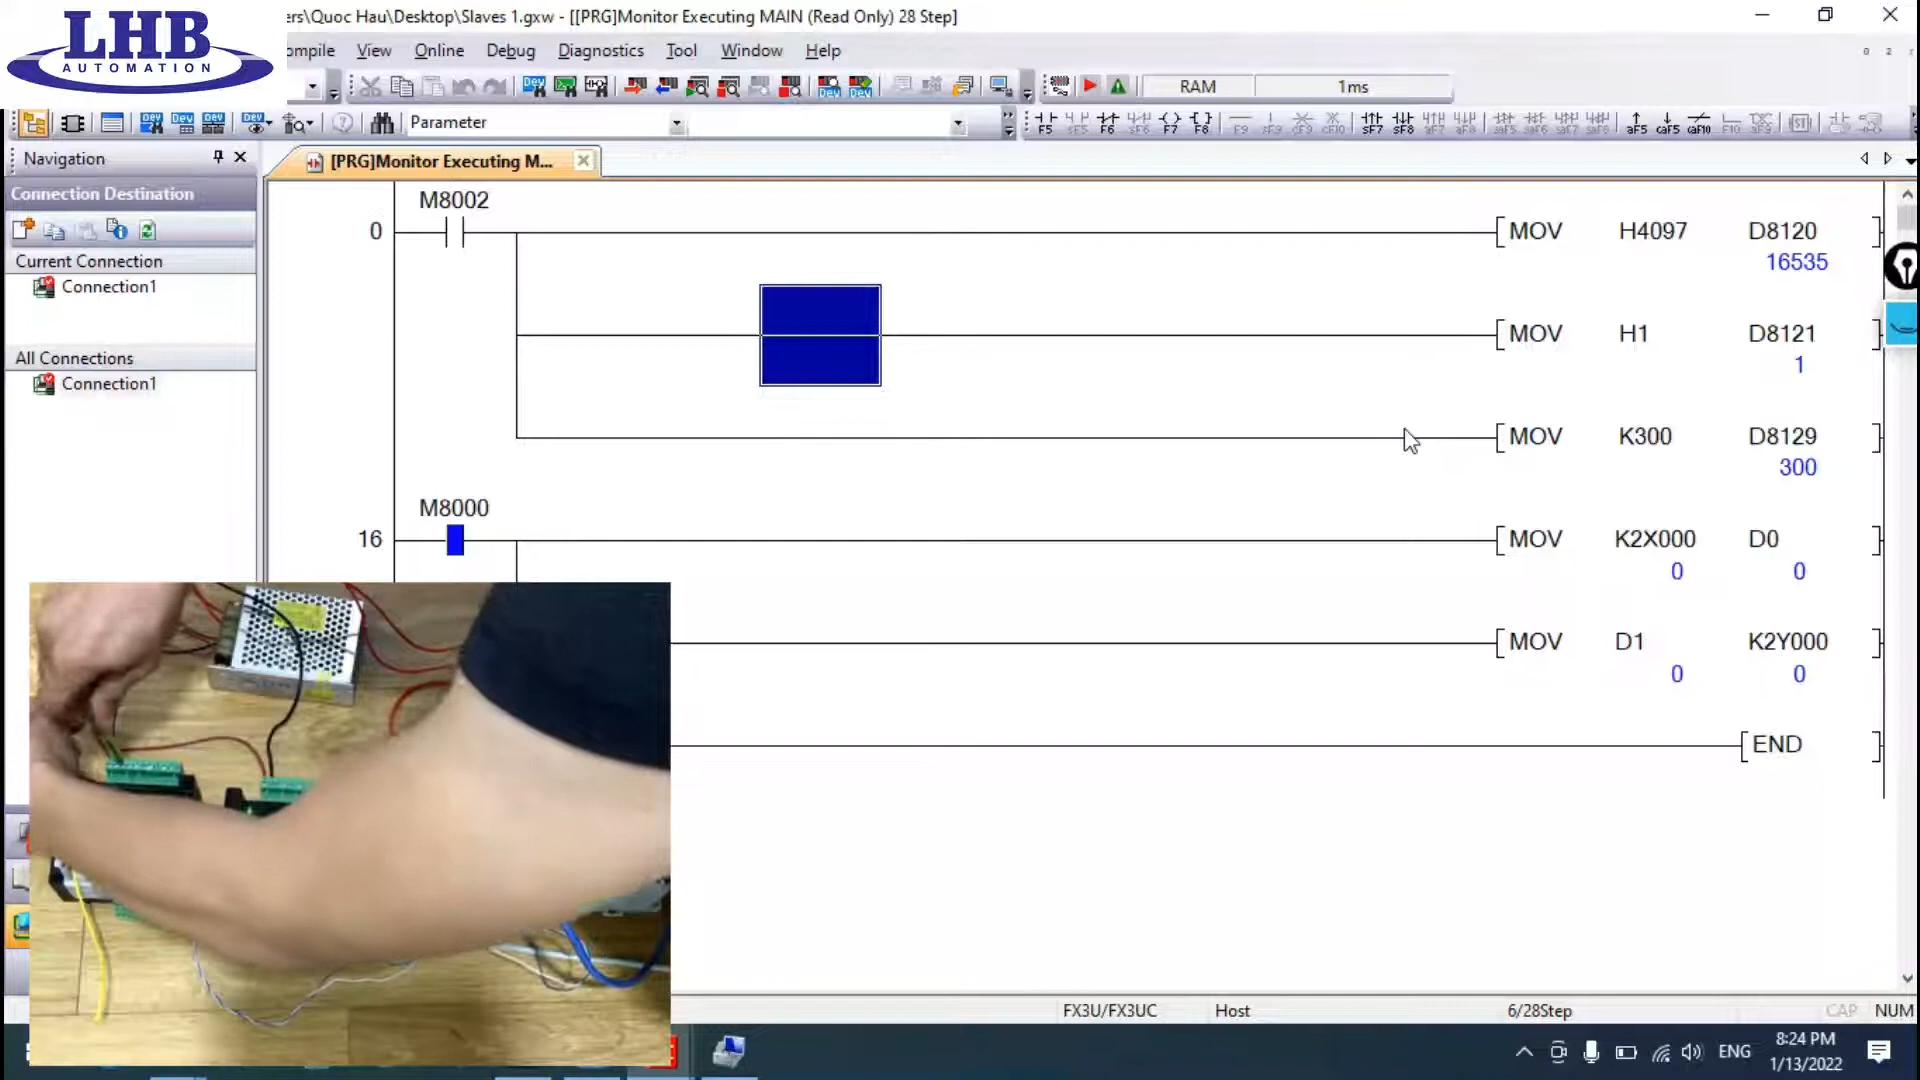 LHB
AUTOMATION
ers\Quoc Hau\Desktop\Slaves 1.gxw - [[PRG]Monitor Executing MAIN (Read Only) 28 Step]
ompile View Online Debug Diagnostics Tool Window Help
RAM 1ms
Parameter
Navigation
[PRG]Monitor Executing M...
Connection Destination
Current Connection
Connection1
All Connections
Connection1
M8002
0 MOV H4097 D8120
16535
MOV H1 D8121
1
MOV K300 D8129
300
M8000
16 MOV K2X000 D0
0 0
MOV D1 K2Y000
0 0
END
FX3U/FX3UC Host 6/28Step CAP NUM
ENG
8:24 PM
1/13/2022